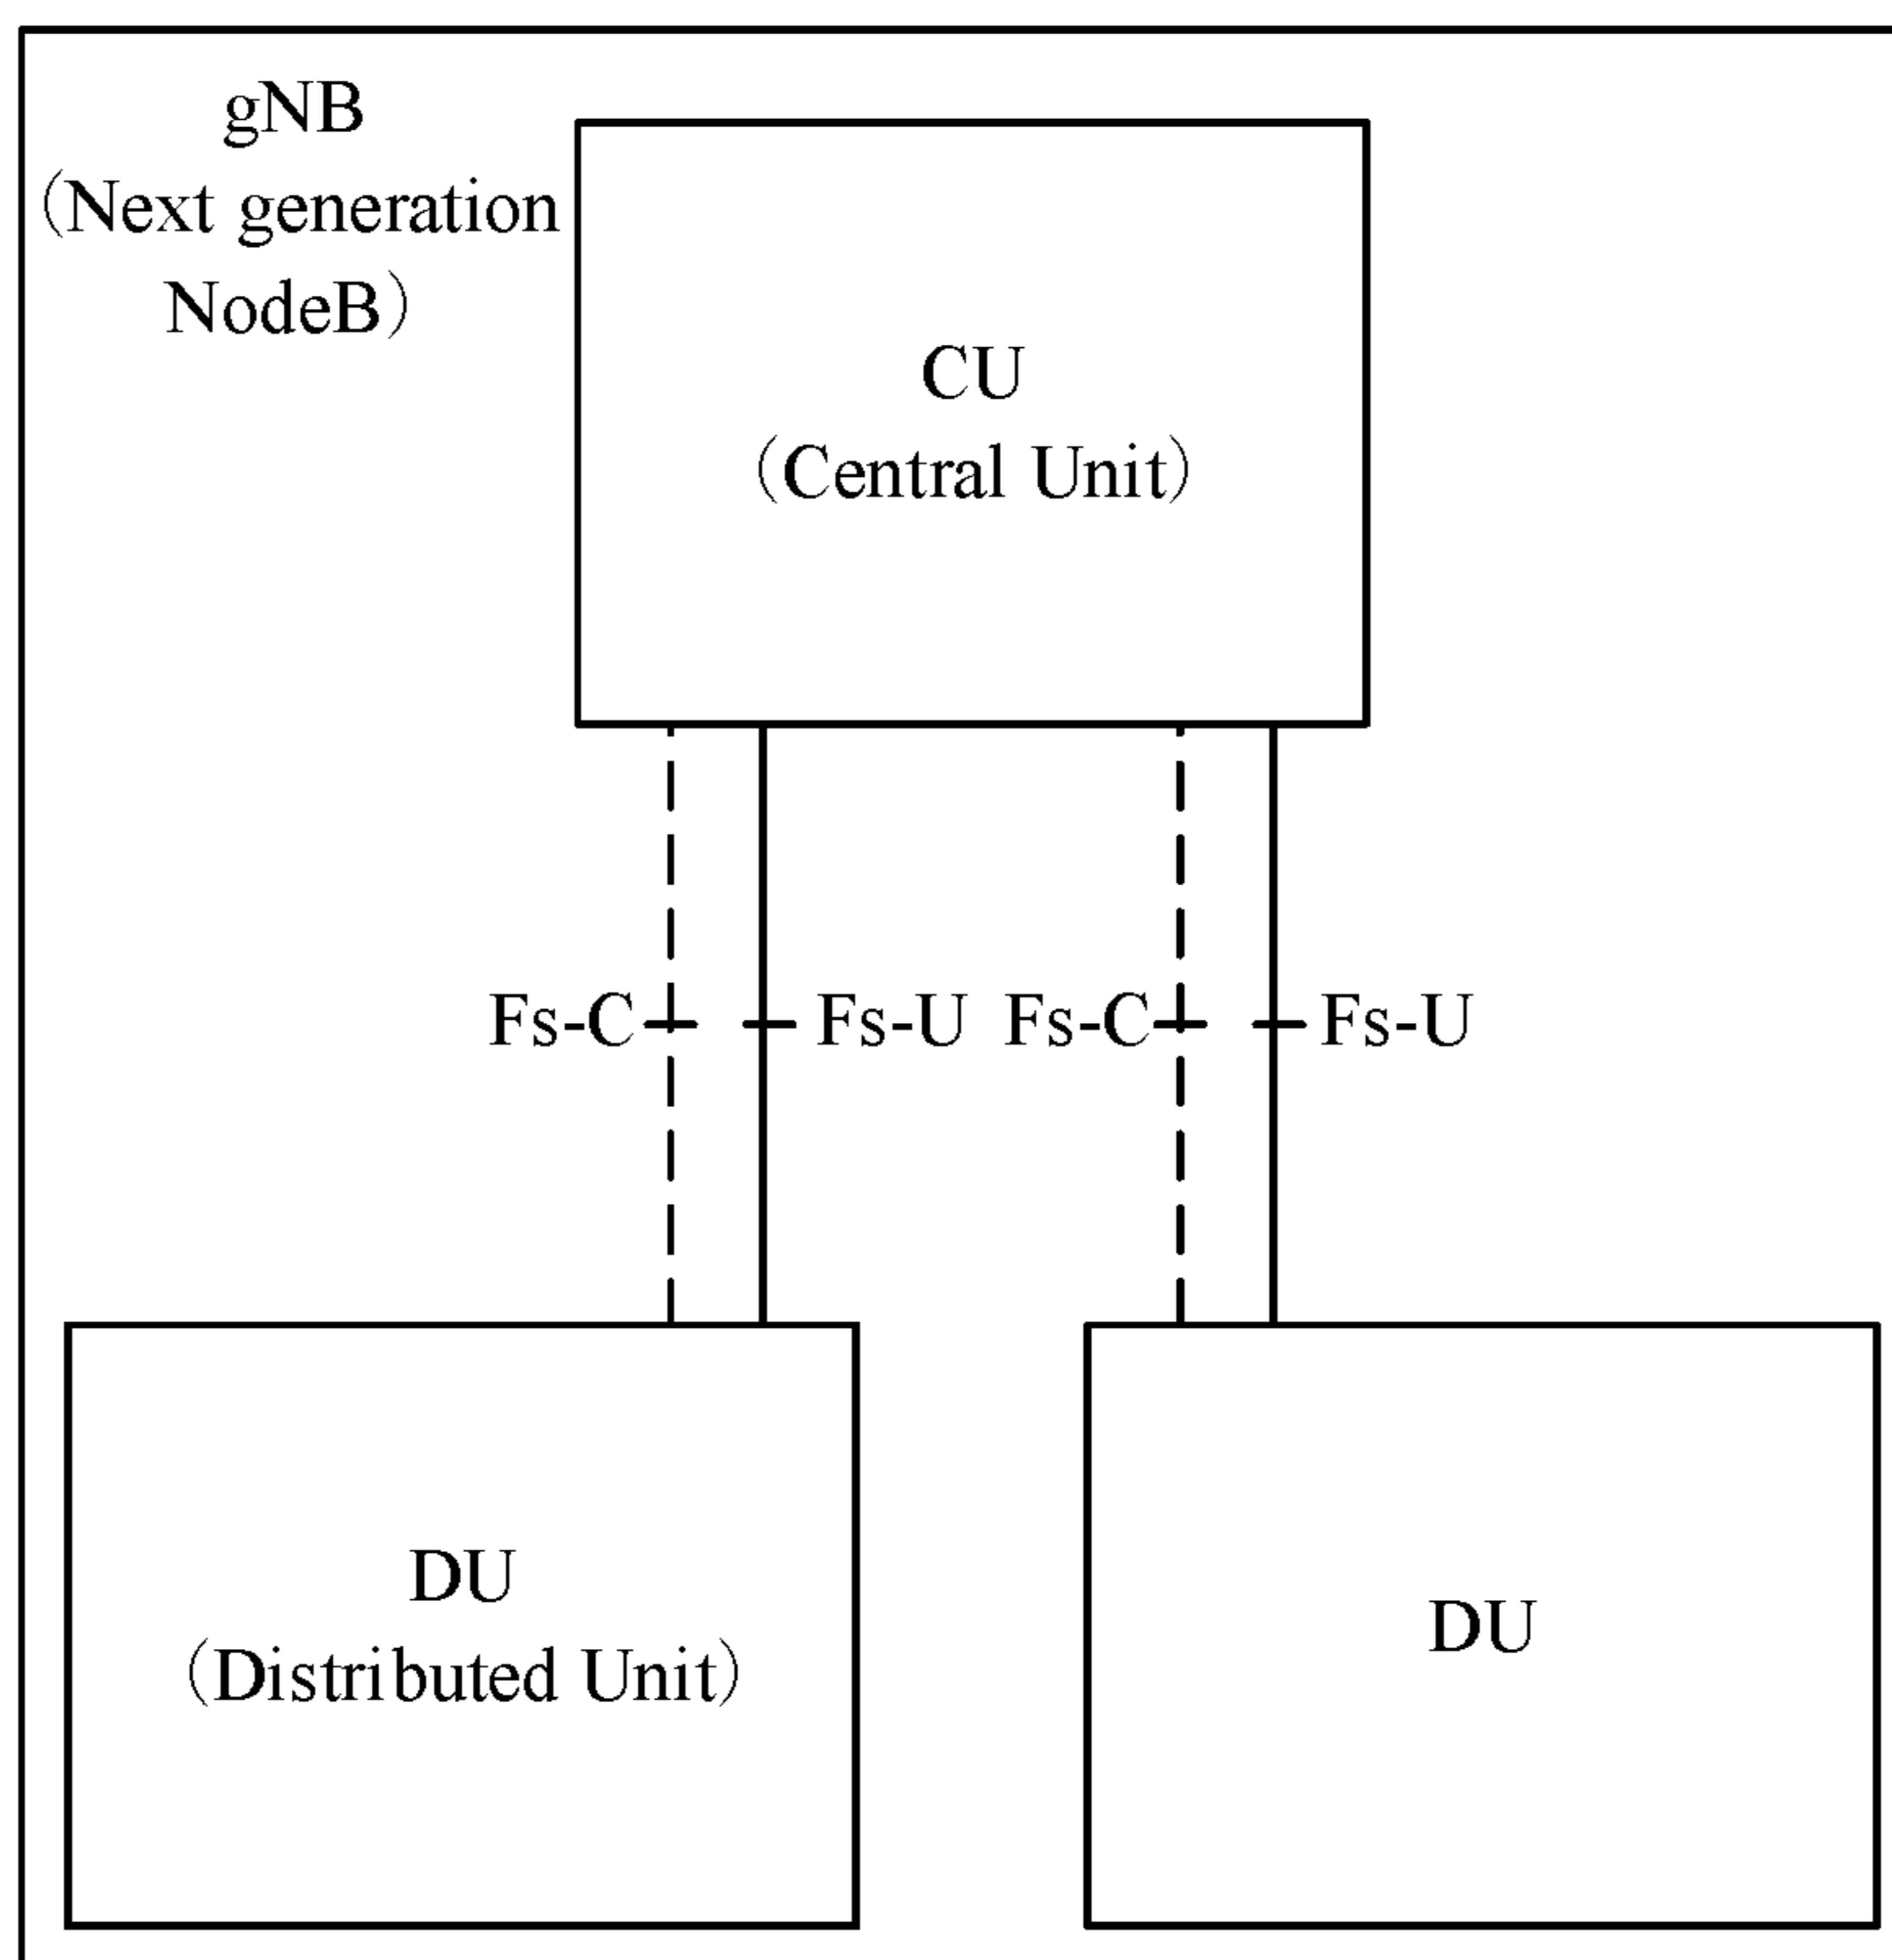 gNB
(Next generation
NodeB)
CU
(Central Unit)
Fs-C
Fs-U
Fs-C
Fs-U
DU
(Distributed Unit)
DU